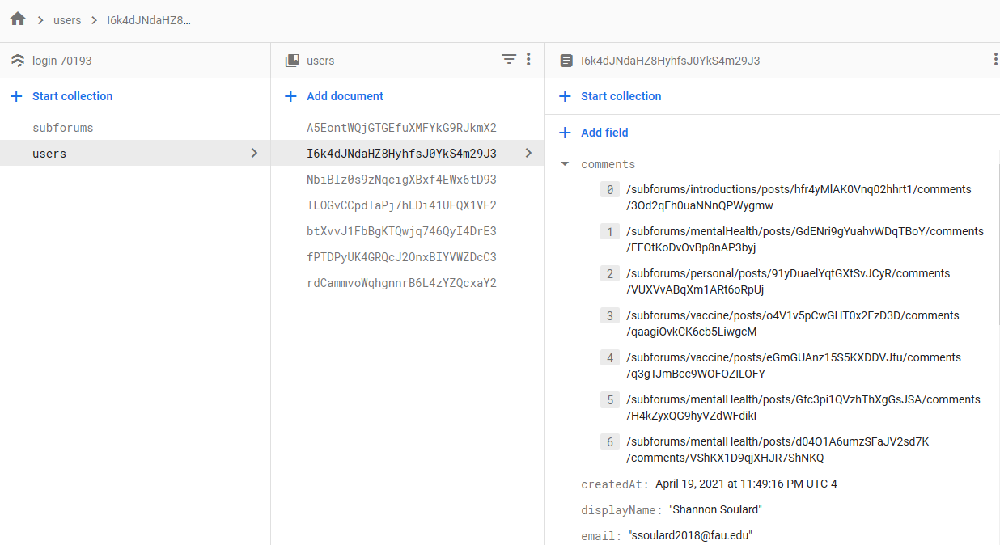 users
I6k4dJNdaHZ8…
login-70193
users
I6k4dJNdaHZ8HyhfsJ0YkS4m29J3
Start collection
Add document
Start collection
subforums
users
A5EontWQjGTGEfuXMFYkG9RJkmX2
I6k4dJNdaHZ8HyhfsJ0YkS4m29J3
NbiBIz0s9zNqcigXBxf4EWx6tD93
TLOGvCCpdTaPj7hLDi41UFQX1VE2
btXvvJ1FbBgKTQwjq746QyI4DrE3
fPTDPyUK4GRQcJ2OnxBIYVWZDcC3
rdCammvoWqhgnnrB6L4zYZQcxaY2
Add field
comments
0 /subforums/introductions/posts/hfr4yMlAK0Vnq02hhrt1/comments
/3Od2qEh0uaNNnQPWygmw
1 /subforums/mentalHealth/posts/GdENri9gYuahvWDqTBoY/comments
/FFOtKoDvOvBp8nAP3byj
2 /subforums/personal/posts/91yDuaelYqtGXtSvJCyR/comments
/VUXVvABqXm1ARt6oRpUj
3 /subforums/vaccine/posts/o4V1v5pCwGHT0x2FzD3D/comments
/qaagiOvkCK6cb5LiwgcM
4 /subforums/vaccine/posts/eGmGUAnz15S5KXDDVJfu/comments
/q3gTJmBcc9WOFOZILOFY
5 /subforums/mentalHealth/posts/Gfc3pi1QVzhThXgGsJSA/comments
/H4kZyxQG9hyVZdWFdikI
6 /subforums/mentalHealth/posts/d04O1A6umzSFaJV2sd7K
/comments/VShKX1D9qjXHJR7ShNKQ
createdAt: April 19, 2021 at 11:49:16 PM UTC-4
displayName: "Shannon Soulard"
email: "ssoulard2018@fau.edu"